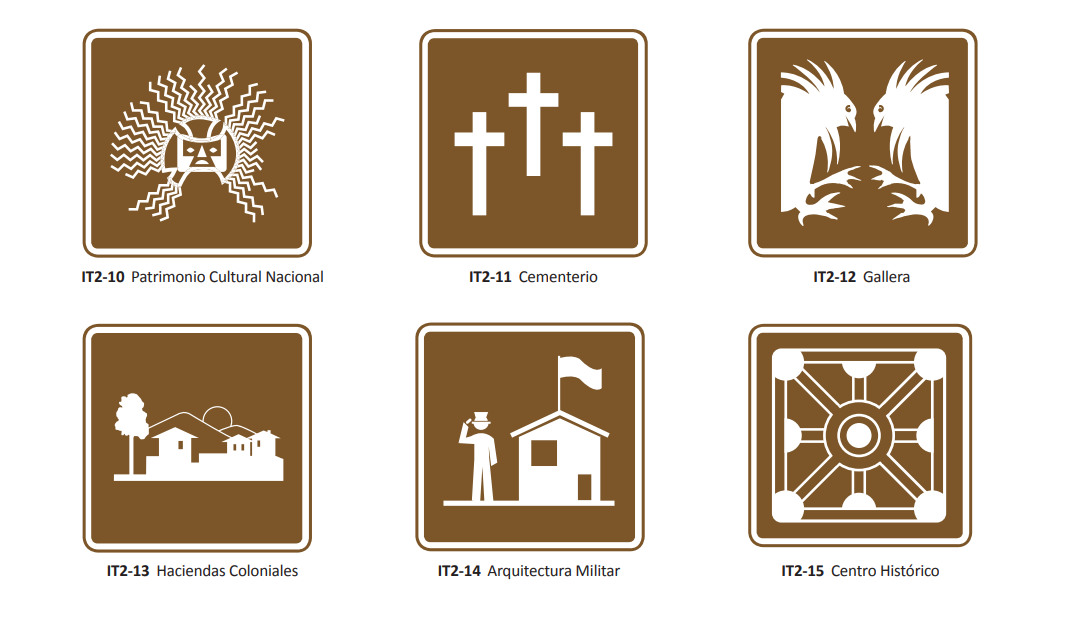 IT2-10 Patrimonio Cultural Nacional
IT2-11 Cementerio
IT2-12 Gallera
IT2-13 Haciendas Coloniales
IT2-14 Arquitectura Militar
IT2-15 Centro Histórico